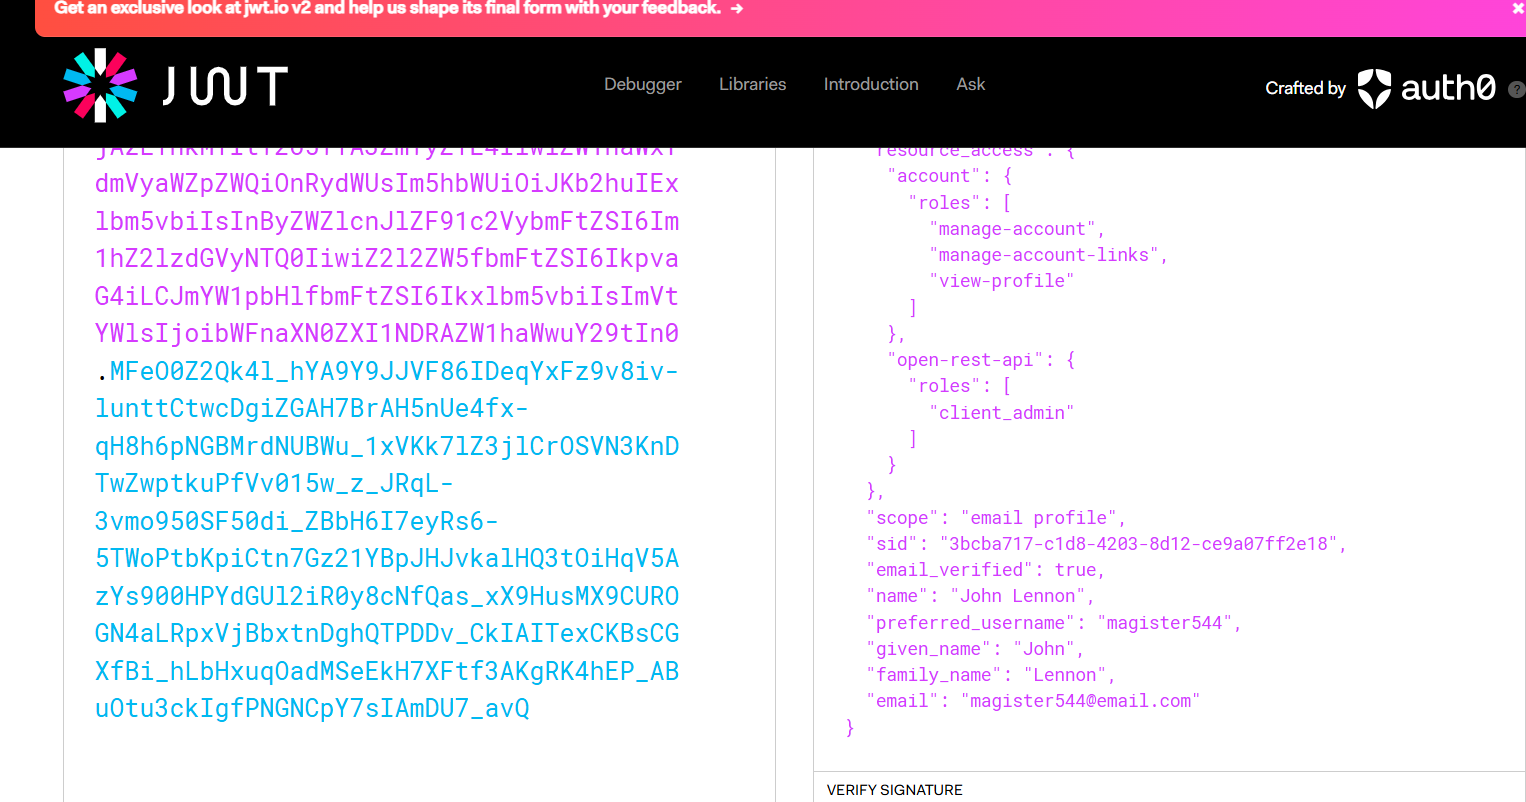 Get an exclusive look at jwt.io v2 and help us shape its final form with your feedback. → ✖
JWT
Debugger Libraries Introduction Ask
Crafted by auth0 ?
dmVyaWZpZWQiOnRydWUsIm5hbWUiOiJKb2huIEx
lbm5vbiIsInByZWZlcnJlZF91c2VybmFtZSI6Im
1hZ2lzdGVyNTQ0IiwiZ2l2ZW5fbmFtZSI6Ikpva
G4iLCJmYW1pbHlfbmFtZSI6Ikxlbm5vbiIsImVt
YWlsIjoibWFnaXN0ZXI1NDRAZW1haWwuY29tIn0
.MFeO0Z2Qk4l_hYA9Y9JJVF86IDeqYxFz9v8iv-
lunttCtwcDgiZGAH7BrAH5nUe4fx-
qH8h6pNGBMrdNUBWu_1xVKk7lZ3jlCrOSVN3KnD
TwZwptkuPfVv015w_z_JRqL-
3vmo950SF50di_ZBbH6I7eyRs6-
5TWoPtbKpiCtn7Gz21YBpJHJvkalHQ3tOiHqV5A
zYs900HPYdGUl2iR0y8cNfQas_xX9HusMX9CURO
GN4aLRpxVjBbxtnDghQTPDDv_CkIAITexCKBsCG
XfBi_hLbHxuqOadMSeEkH7XFtf3AKgRK4hEP_AB
uOtu3ckIgfPNGNCpY7sIAmDU7_avQ
"resource_access": {
"account": {
"roles": [
"manage-account",
"manage-account-links",
"view-profile"
]
},
"open-rest-api": {
"roles": [
"client_admin"
]
}
},
"scope": "email profile",
"sid": "3bcba717-c1d8-4203-8d12-ce9a07ff2e18",
"email_verified": true,
"name": "John Lennon",
"preferred_username": "magister544",
"given_name": "John",
"family_name": "Lennon",
"email": "magister544@email.com"
}
VERIFY SIGNATURE